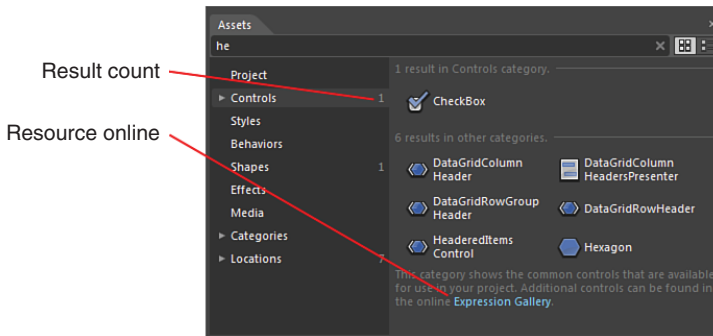 Assets
he
Result count
Resource online
Project
Controls 1
Styles
Behaviors
Shapes 1
Effects
Media
Categories
Locations 7
1 result in Controls category.
CheckBox
6 results in other categories.
DataGridColumn
Header
DataGridColumn
HeadersPresenter
DataGridRowGroup
Header
DataGridRowHeader
HeaderedItems
Control
Hexagon
This category shows the common controls that are available
for use in your project. Additional controls can be found in
the online Expression Gallery.